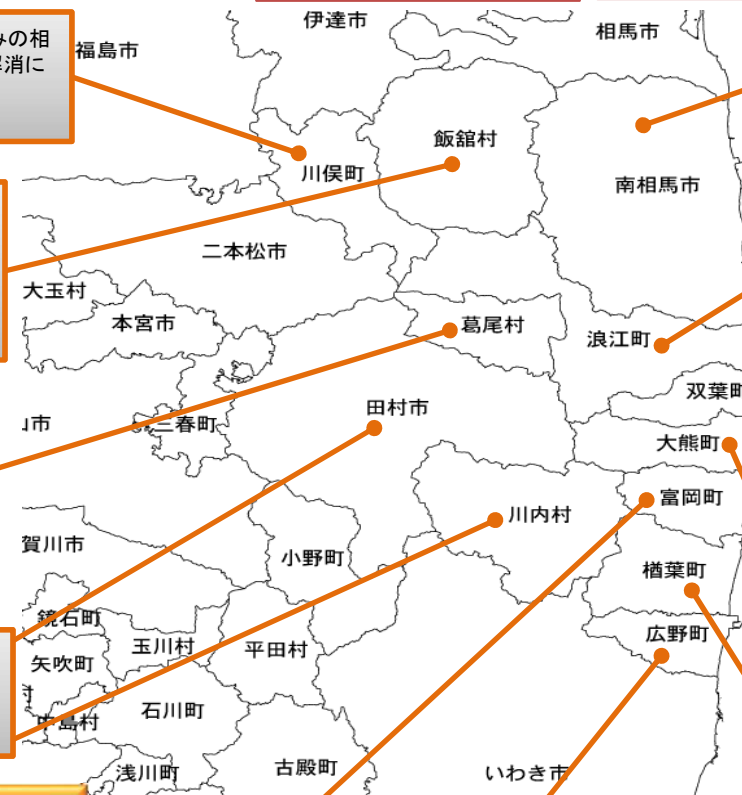 みの相
解消に
伊達市
相馬市
福島市
飯舘村
川俣町
南相馬市
二本松市
大玉村
本宮市
葛尾村
浪江町
双葉町
田村市
三春町
山市
大熊町
富岡町
川内村
賀川市
小野町
楢葉町
鏡石町
広野町
玉川村
平田村
矢吹町
村
石川町
中島村
浅川町
古殿町
いわき市